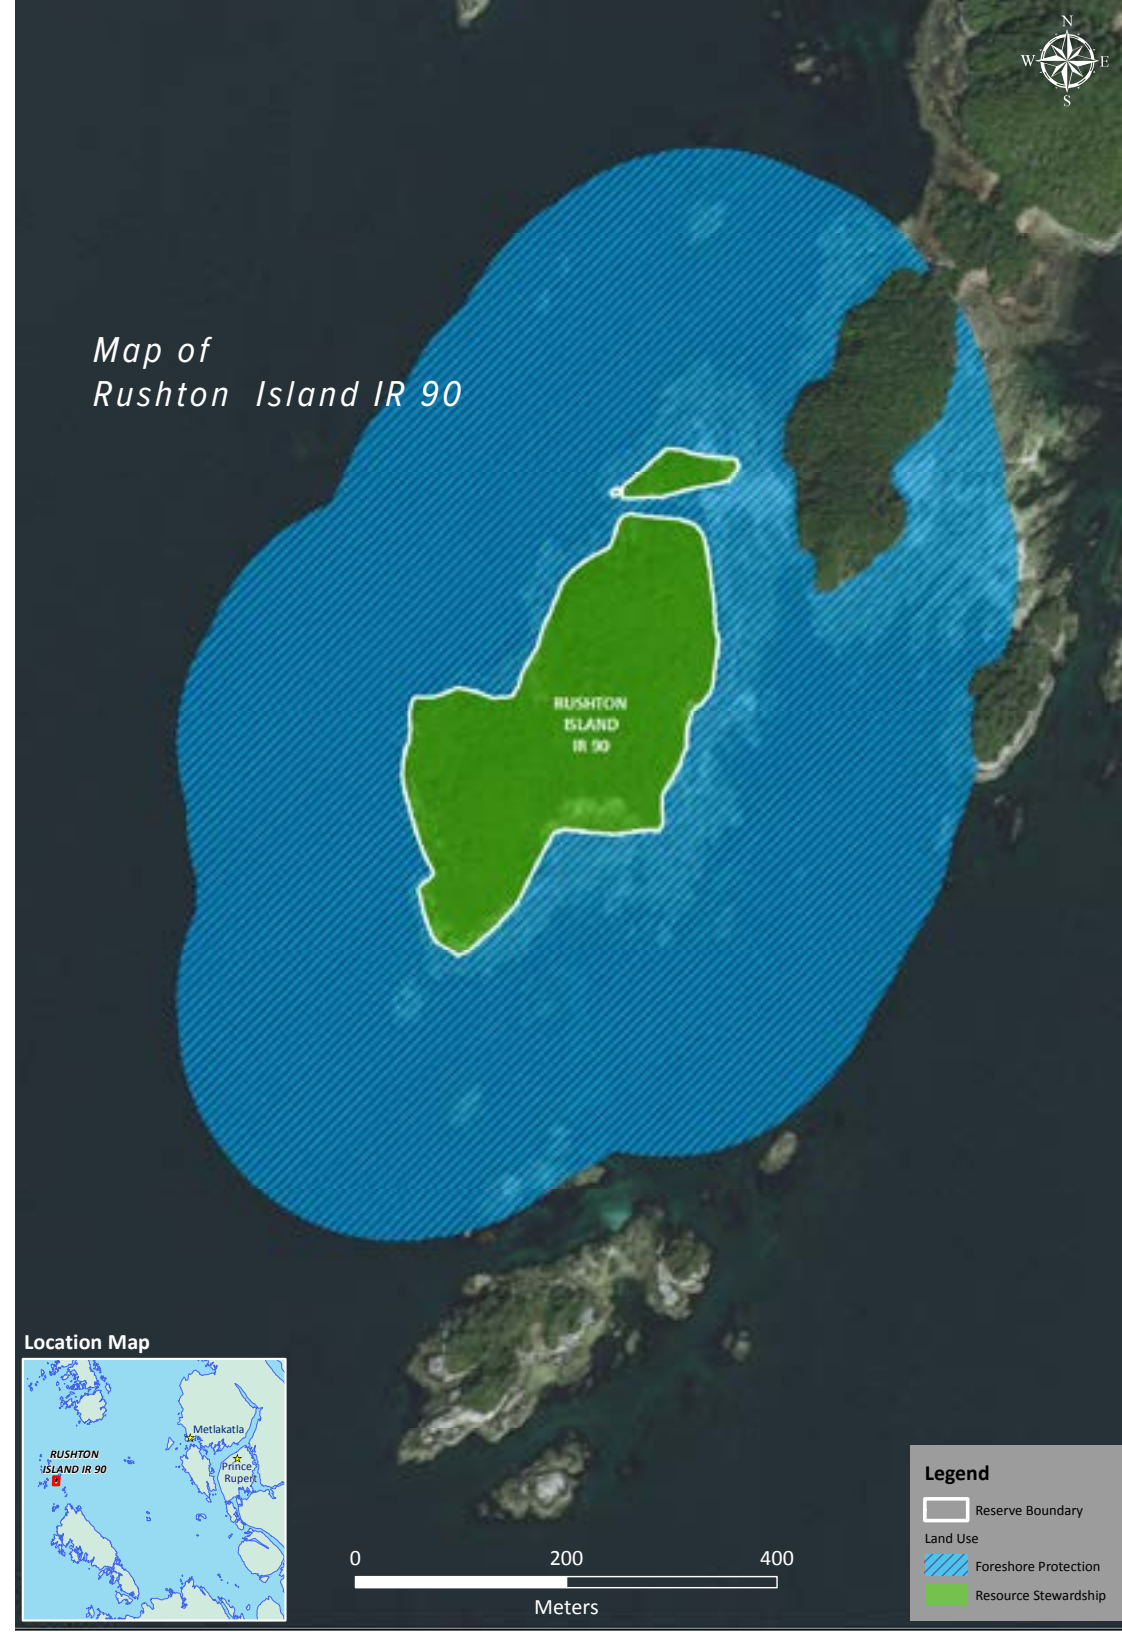 N
W E
S
Map of
Rushton Island IR 90
RUSHTON
ISLAND
IR 90
Location Map
Metlakatla
RUSHTON
ISLAND IR 90
Prince
Rupert
0 200 400
Meters
Legend
Reserve Boundary
Land Use
Foreshore Protection
Resource Stewardship